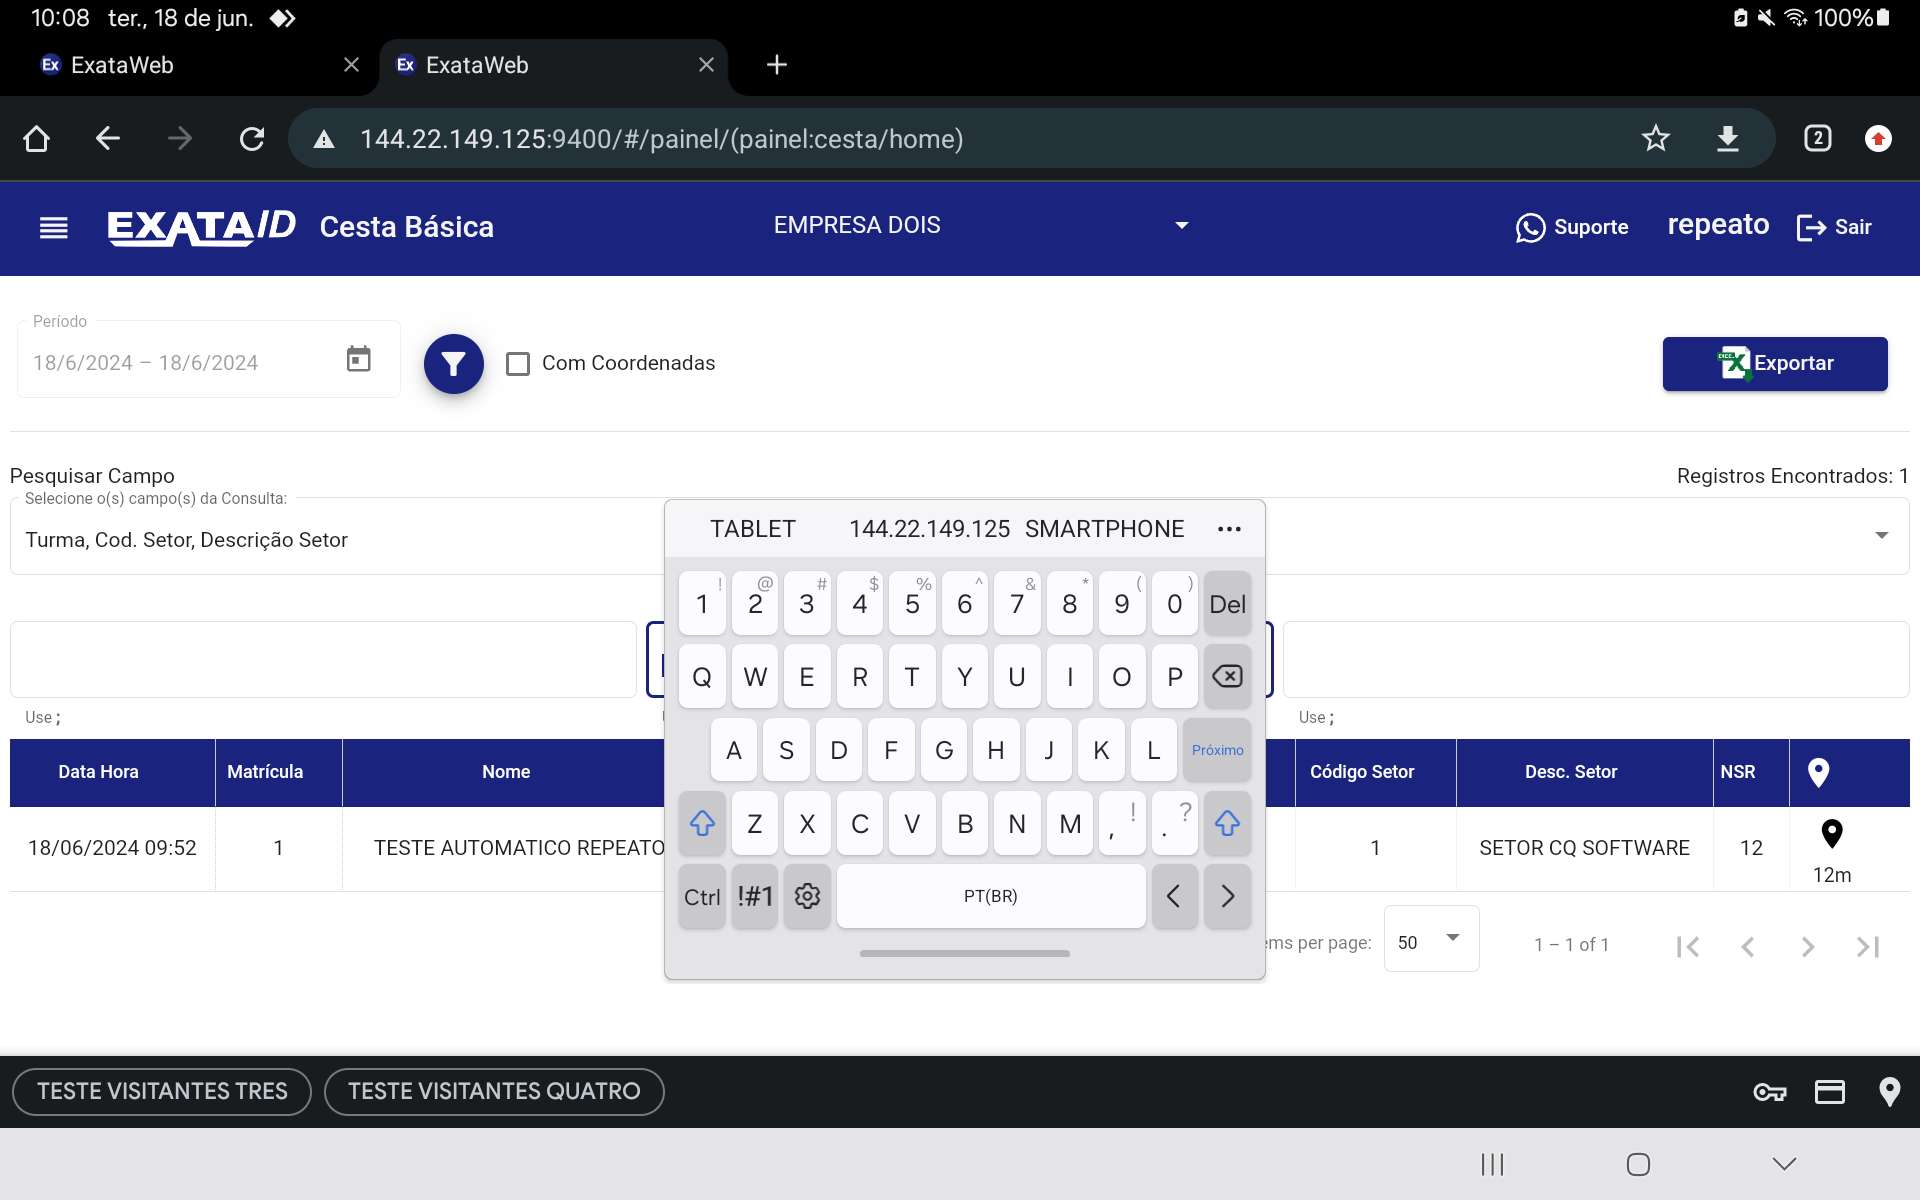 10:08 ter., 18 de jun.
100%
Ex ExataWeb
Ex ExataWeb
144.22.149.125:9400/#/painel/(painel:cesta/home)
2
EXATA ID Cesta Básica
EMPRESA DOIS
Suporte
repeato
Sair
Período
18/6/2024 – 18/6/2024
Com Coordenadas
Exportar
Pesquisar Campo
Registros Encontrados: 1
Selecione o(s) campo(s) da Consulta:
Turma, Cod. Setor, Descrição Setor
TABLET 144.22.149.125 SMARTPHONE ...
! @ # $ % ^ & * ( )
1 2 3 4 5 6 7 8 9 0 Del
Q W E R T Y U I O P
A S D F G H J K L Próximo
! ?
Z X C V B N M , .
Ctrl !#1 PT(BR) < >
Use ;
Use ;
Data Hora Matrícula Nome Código Setor Desc. Setor NSR
18/06/2024 09:52 1 TESTE AUTOMATICO REPEATO 1 SETOR CQ SOFTWARE 12
12m
ems per page: 50 1 – 1 of 1
TESTE VISITANTES TRES
TESTE VISITANTES QUATRO